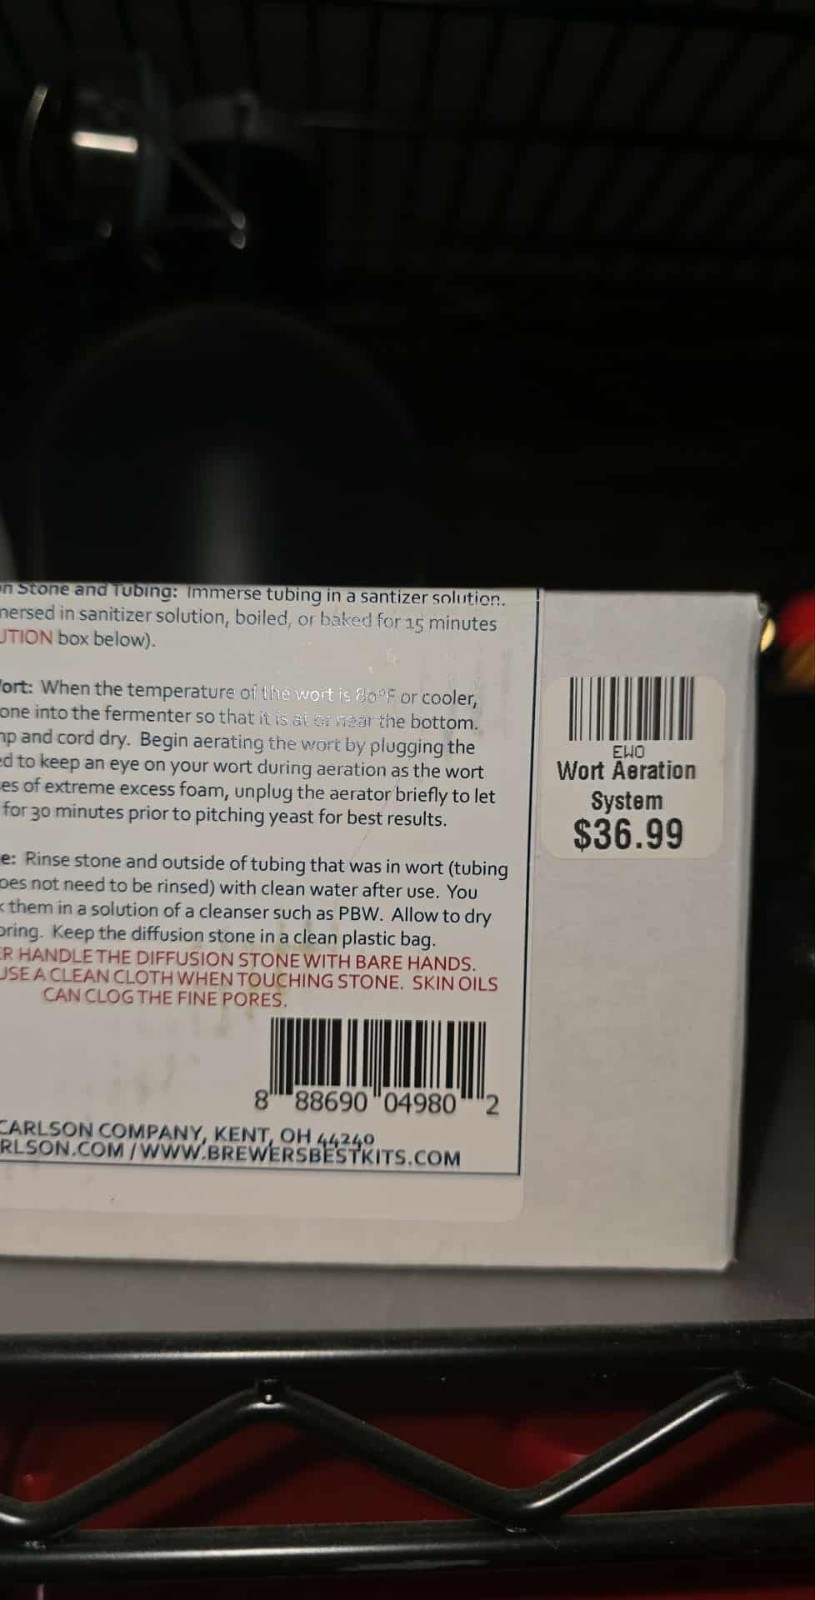 n Stone and Tubing: Immerse tubing in a santizer solution.
mersed in sanitizer solution, boiled, or baked for 15 minutes
UTION box below).
ort: When the temperature of the wort is 80°F or cooler,
one into the fermenter so that it is at or near the bottom.
mp and cord dry. Begin aerating the wort by plugging the
ed to keep an eye on your wort during aeration as the wort
es of extreme excess foam, unplug the aerator briefly to let
for 30 minutes prior to pitching yeast for best results.
e: Rinse stone and outside of tubing that was in wort (tubing
oes not need to be rinsed) with clean water after use. You
k them in a solution of a cleanser such as PBW. Allow to dry
oring. Keep the diffusion stone in a clean plastic bag.
R HANDLE THE DIFFUSION STONE WITH BARE HANDS.
USE A CLEAN CLOTH WHEN TOUCHING STONE. SKIN OILS
CAN CLOG THE FINE PORES.
8 88690 04980 2
CARLSON COMPANY, KENT, OH 44240
RLSON.COM / WWW.BREWERSBESTKITS.COM
EWO
Wort Aeration
System
$36.99